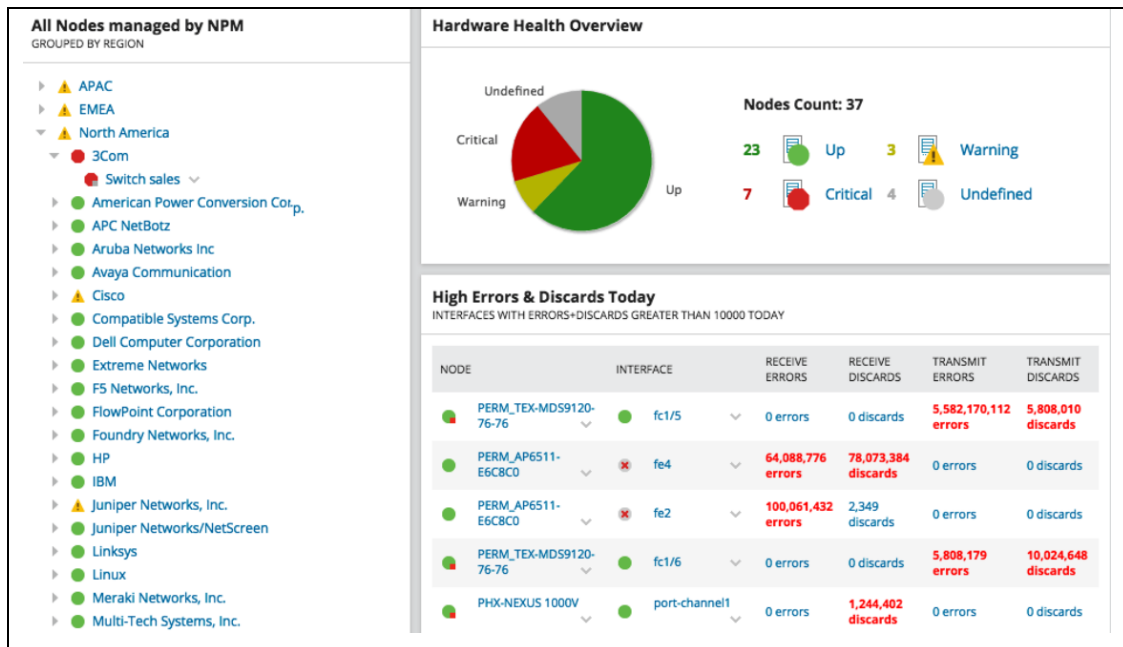 All Nodes managed by NPM
GROUPED BY REGION
APAC
EMEA
North America
3Com
Switch sales
American Power Conversion Corp.
APC NetBotz
Aruba Networks Inc
Avaya Communication
Cisco
Compatible Systems Corp.
Dell Computer Corporation
Extreme Networks
F5 Networks, Inc.
FlowPoint Corporation
Foundry Networks, Inc.
HP
IBM
Juniper Networks, Inc.
Juniper Networks/NetScreen
Linksys
Linux
Meraki Networks, Inc.
Multi-Tech Systems, Inc.
Hardware Health Overview
Undefined
Critical
Warning
Up
Nodes Count: 37
23 Up 3 Warning
7 Critical 4 Undefined
High Errors & Discards Today
INTERFACES WITH ERRORS+DISCARDS GREATER THAN 10000 TODAY
NODE INTERFACE RECEIVE ERRORS RECEIVE DISCARDS TRANSMIT ERRORS TRANSMIT DISCARDS
PERM_TEX-MDS9120-76-76 fc1/5 0 errors 0 discards 5,582,170,112 errors 5,808,010 discards
PERM_AP6511-E6C8C0 fe4 64,088,776 errors 78,073,384 discards 0 errors 0 discards
PERM_AP6511-E6C8C0 fe2 100,061,432 errors 2,349 discards 0 errors 0 discards
PERM_TEX-MDS9120-76-76 fc1/6 0 errors 0 discards 5,808,179 errors 10,024,648 discards
PHX-NEXUS 1000V port-channel1 0 errors 1,244,402 discards 0 errors 0 discards